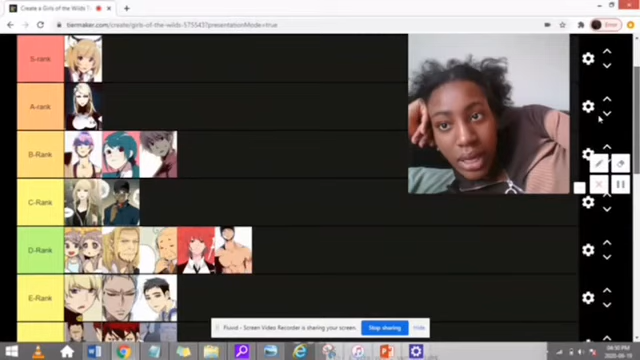 Create a Girls of the Wilds T
tiermaker.com/create/girls-of-the-wilds-575543?presentationMode=true
Error
S-rank
A-rank
B-Rank
C-Rank
D-Rank
E-Rank
Fluvid - Screen Video Recorder is sharing your screen.
Stop sharing
Hide